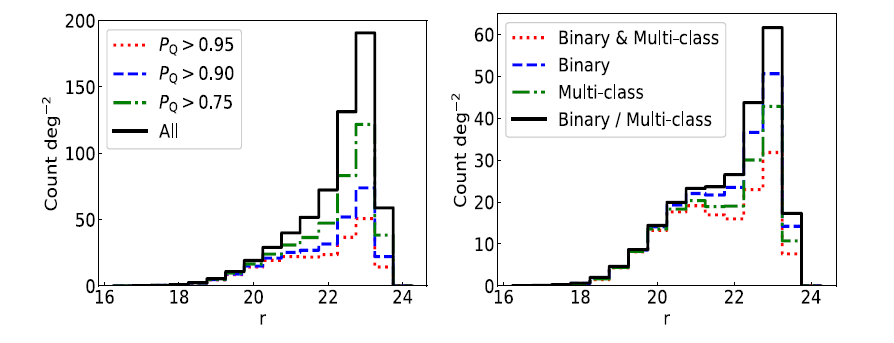 200
150
100
50
0
Count deg⁻²
P_Q > 0.95
P_Q > 0.90
P_Q > 0.75
All
16 18 20 22 24
r
60
50
40
30
20
10
0
Count deg⁻²
Binary & Multi-class
Binary
Multi-class
Binary / Multi-class
16 18 20 22 24
r